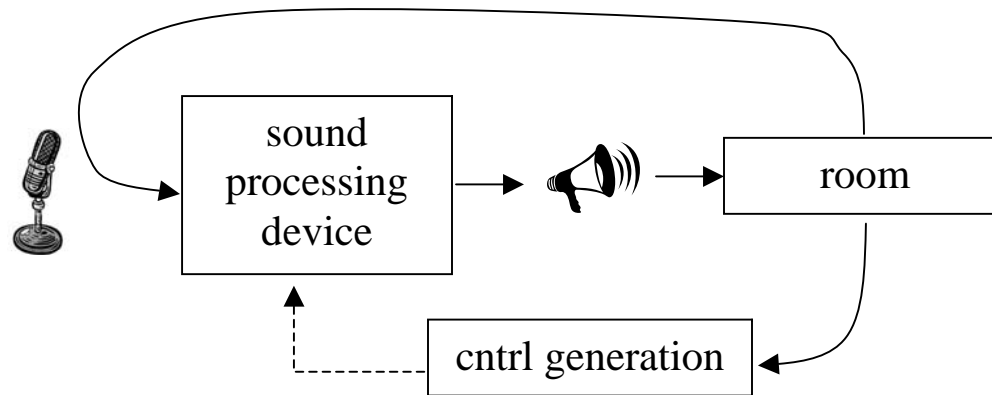 sound
processing
device
room
cntrl generation